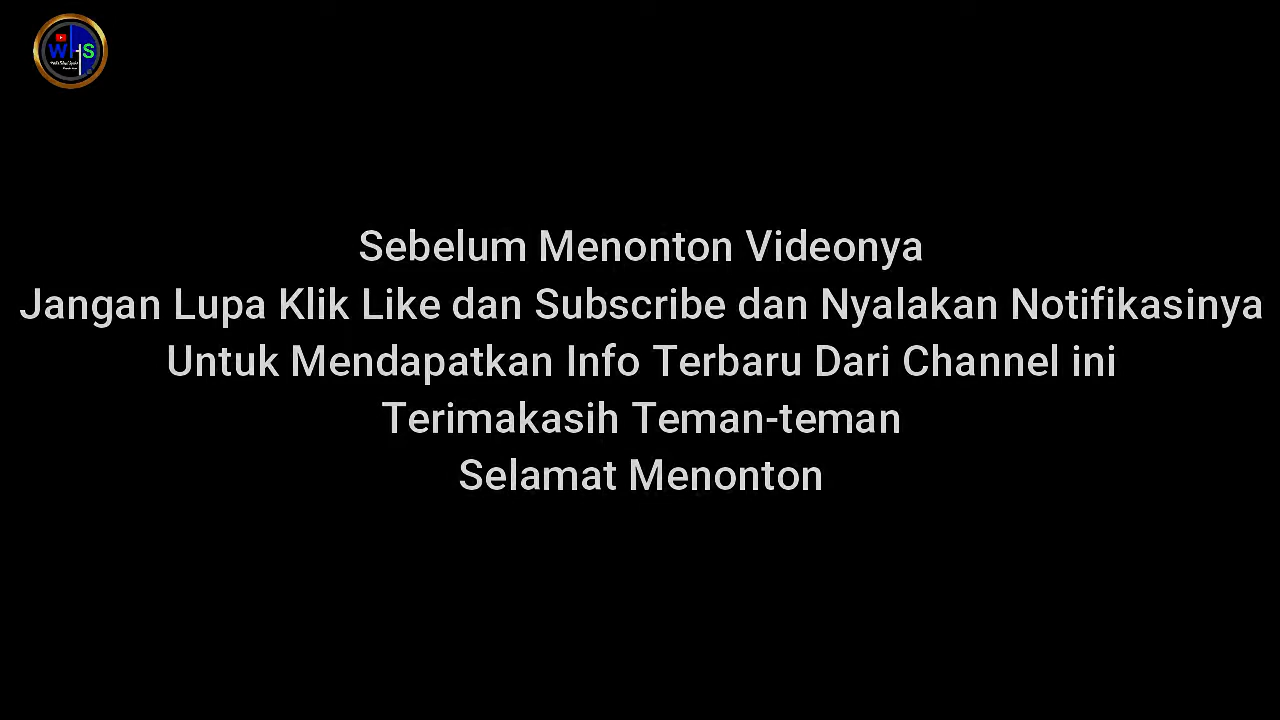 WHS
Sebelum Menonton Videonya
Jangan Lupa Klik Like dan Subscribe dan Nyalakan Notifikasinya
Untuk Mendapatkan Info Terbaru Dari Channel ini
Terimakasih Teman-teman
Selamat Menonton